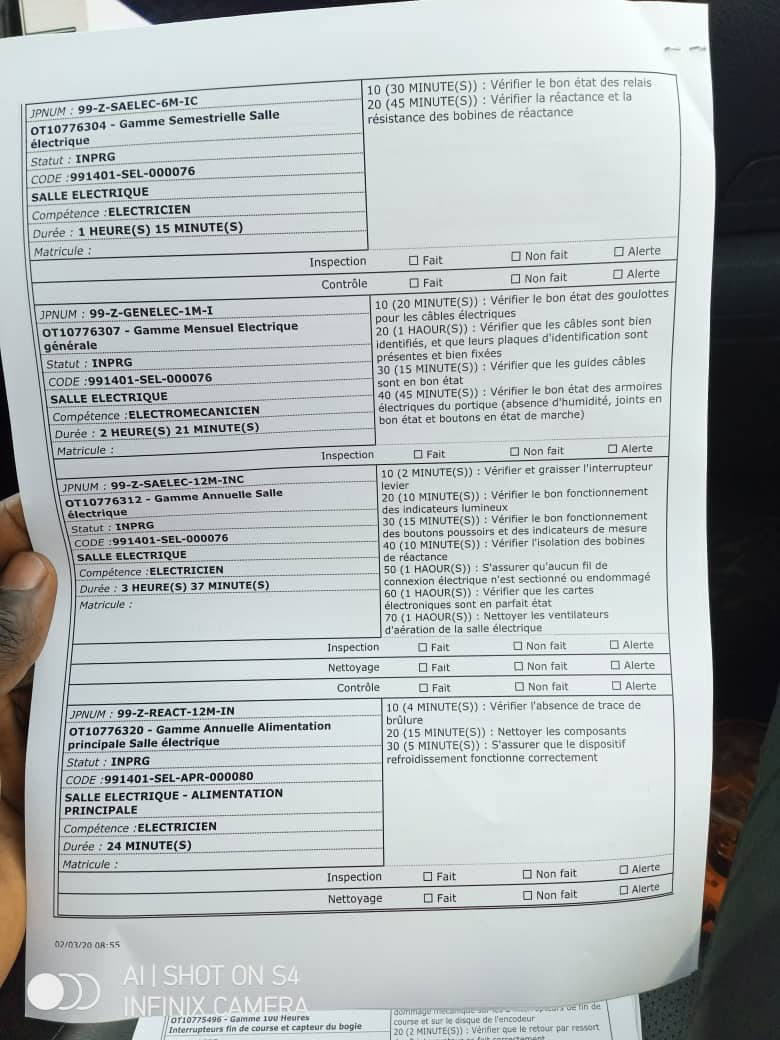 JPNUM : 99-Z-SAELEC-6M-IC
OT10776304 - Gamme Semestrielle Salle
électrique
Statut : INPRG
CODE :991401-SEL-000076
SALLE ELECTRIQUE
Compétence :ELECTRICIEN
Durée : 1 HEURE(S) 15 MINUTE(S)
Matricule :
10 (30 MINUTE(S)) : Vérifier le bon état des relais
20 (45 MINUTE(S)) : Vérifier la réactance et la
résistance des bobines de réactance
Inspection Fait Non fait Alerte
Contrôle Fait Non fait Alerte
JPNUM : 99-Z-GENELEC-1M-I
OT10776307 - Gamme Mensuel Electrique
générale
Statut : INPRG
CODE :991401-SEL-000076
SALLE ELECTRIQUE
Compétence :ELECTROMECANICIEN
Durée : 2 HEURE(S) 21 MINUTE(S)
Matricule :
10 (20 MINUTE(S)) : Vérifier le bon état des goulottes
pour les câbles électriques
20 (1 HAOUR(S)) : Vérifier que les câbles sont bien
identifiés, et que leurs plaques d'identification sont
présentes et bien fixées
30 (15 MINUTE(S)) : Vérifier que les guides câbles
sont en bon état
40 (45 MINUTE(S)) : Vérifier le bon état des armoires
électriques du portique (absence d'humidité, joints en
bon état et boutons en état de marche)
Inspection Fait Non fait Alerte
JPNUM : 99-Z-SAELEC-12M-INC
OT10776312 - Gamme Annuelle Salle
électrique
Statut : INPRG
CODE :991401-SEL-000076
SALLE ELECTRIQUE
Compétence :ELECTRICIEN
Durée : 3 HEURE(S) 37 MINUTE(S)
Matricule :
10 (2 MINUTE(S)) : Vérifier et graisser l'interrupteur
levier
20 (10 MINUTE(S)) : Vérifier le bon fonctionnement
des indicateurs lumineux
30 (15 MINUTE(S)) : Vérifier le bon fonctionnement
des boutons poussoirs et des indicateurs de mesure
40 (10 MINUTE(S)) : Vérifier l'isolation des bobines
de réactance
50 (1 HAOUR(S)) : S'assurer qu'aucun fil de
connexion électrique n'est sectionné ou endommagé
60 (1 HAOUR(S)) : Vérifier que les cartes
électroniques sont en parfait état
70 (1 HAOUR(S)) : Nettoyer les ventilateurs
d'aération de la salle électrique
Inspection Fait Non fait Alerte
Nettoyage Fait Non fait Alerte
Contrôle Fait Non fait Alerte
JPNUM : 99-Z-REACT-12M-IN
OT10776320 - Gamme Annuelle Alimentation
principale Salle électrique
Statut : INPRG
CODE :991401-SEL-APR-000080
SALLE ELECTRIQUE - ALIMENTATION
PRINCIPALE
Compétence :ELECTRICIEN
Durée : 24 MINUTE(S)
Matricule :
10 (4 MINUTE(S)) : Vérifier l'absence de trace de
brûlure
20 (15 MINUTE(S)) : Nettoyer les composants
30 (5 MINUTE(S)) : S'assurer que le dispositif
refroidissement fonctionne correctement
Inspection Fait Non fait Alerte
Nettoyage Fait Non fait Alerte
02/03/20 08:55
AI | SHOT ON S4
INFINIX CAMERA
OT10775496 - Gamme 100 Heures
Interrupteurs fin de course et capteur du bogie
dommage mécanique sur les fin de
course et sur le disque de l'encodeur
20 (2 MINUTE(S)) : Vérifier que le retour par ressort